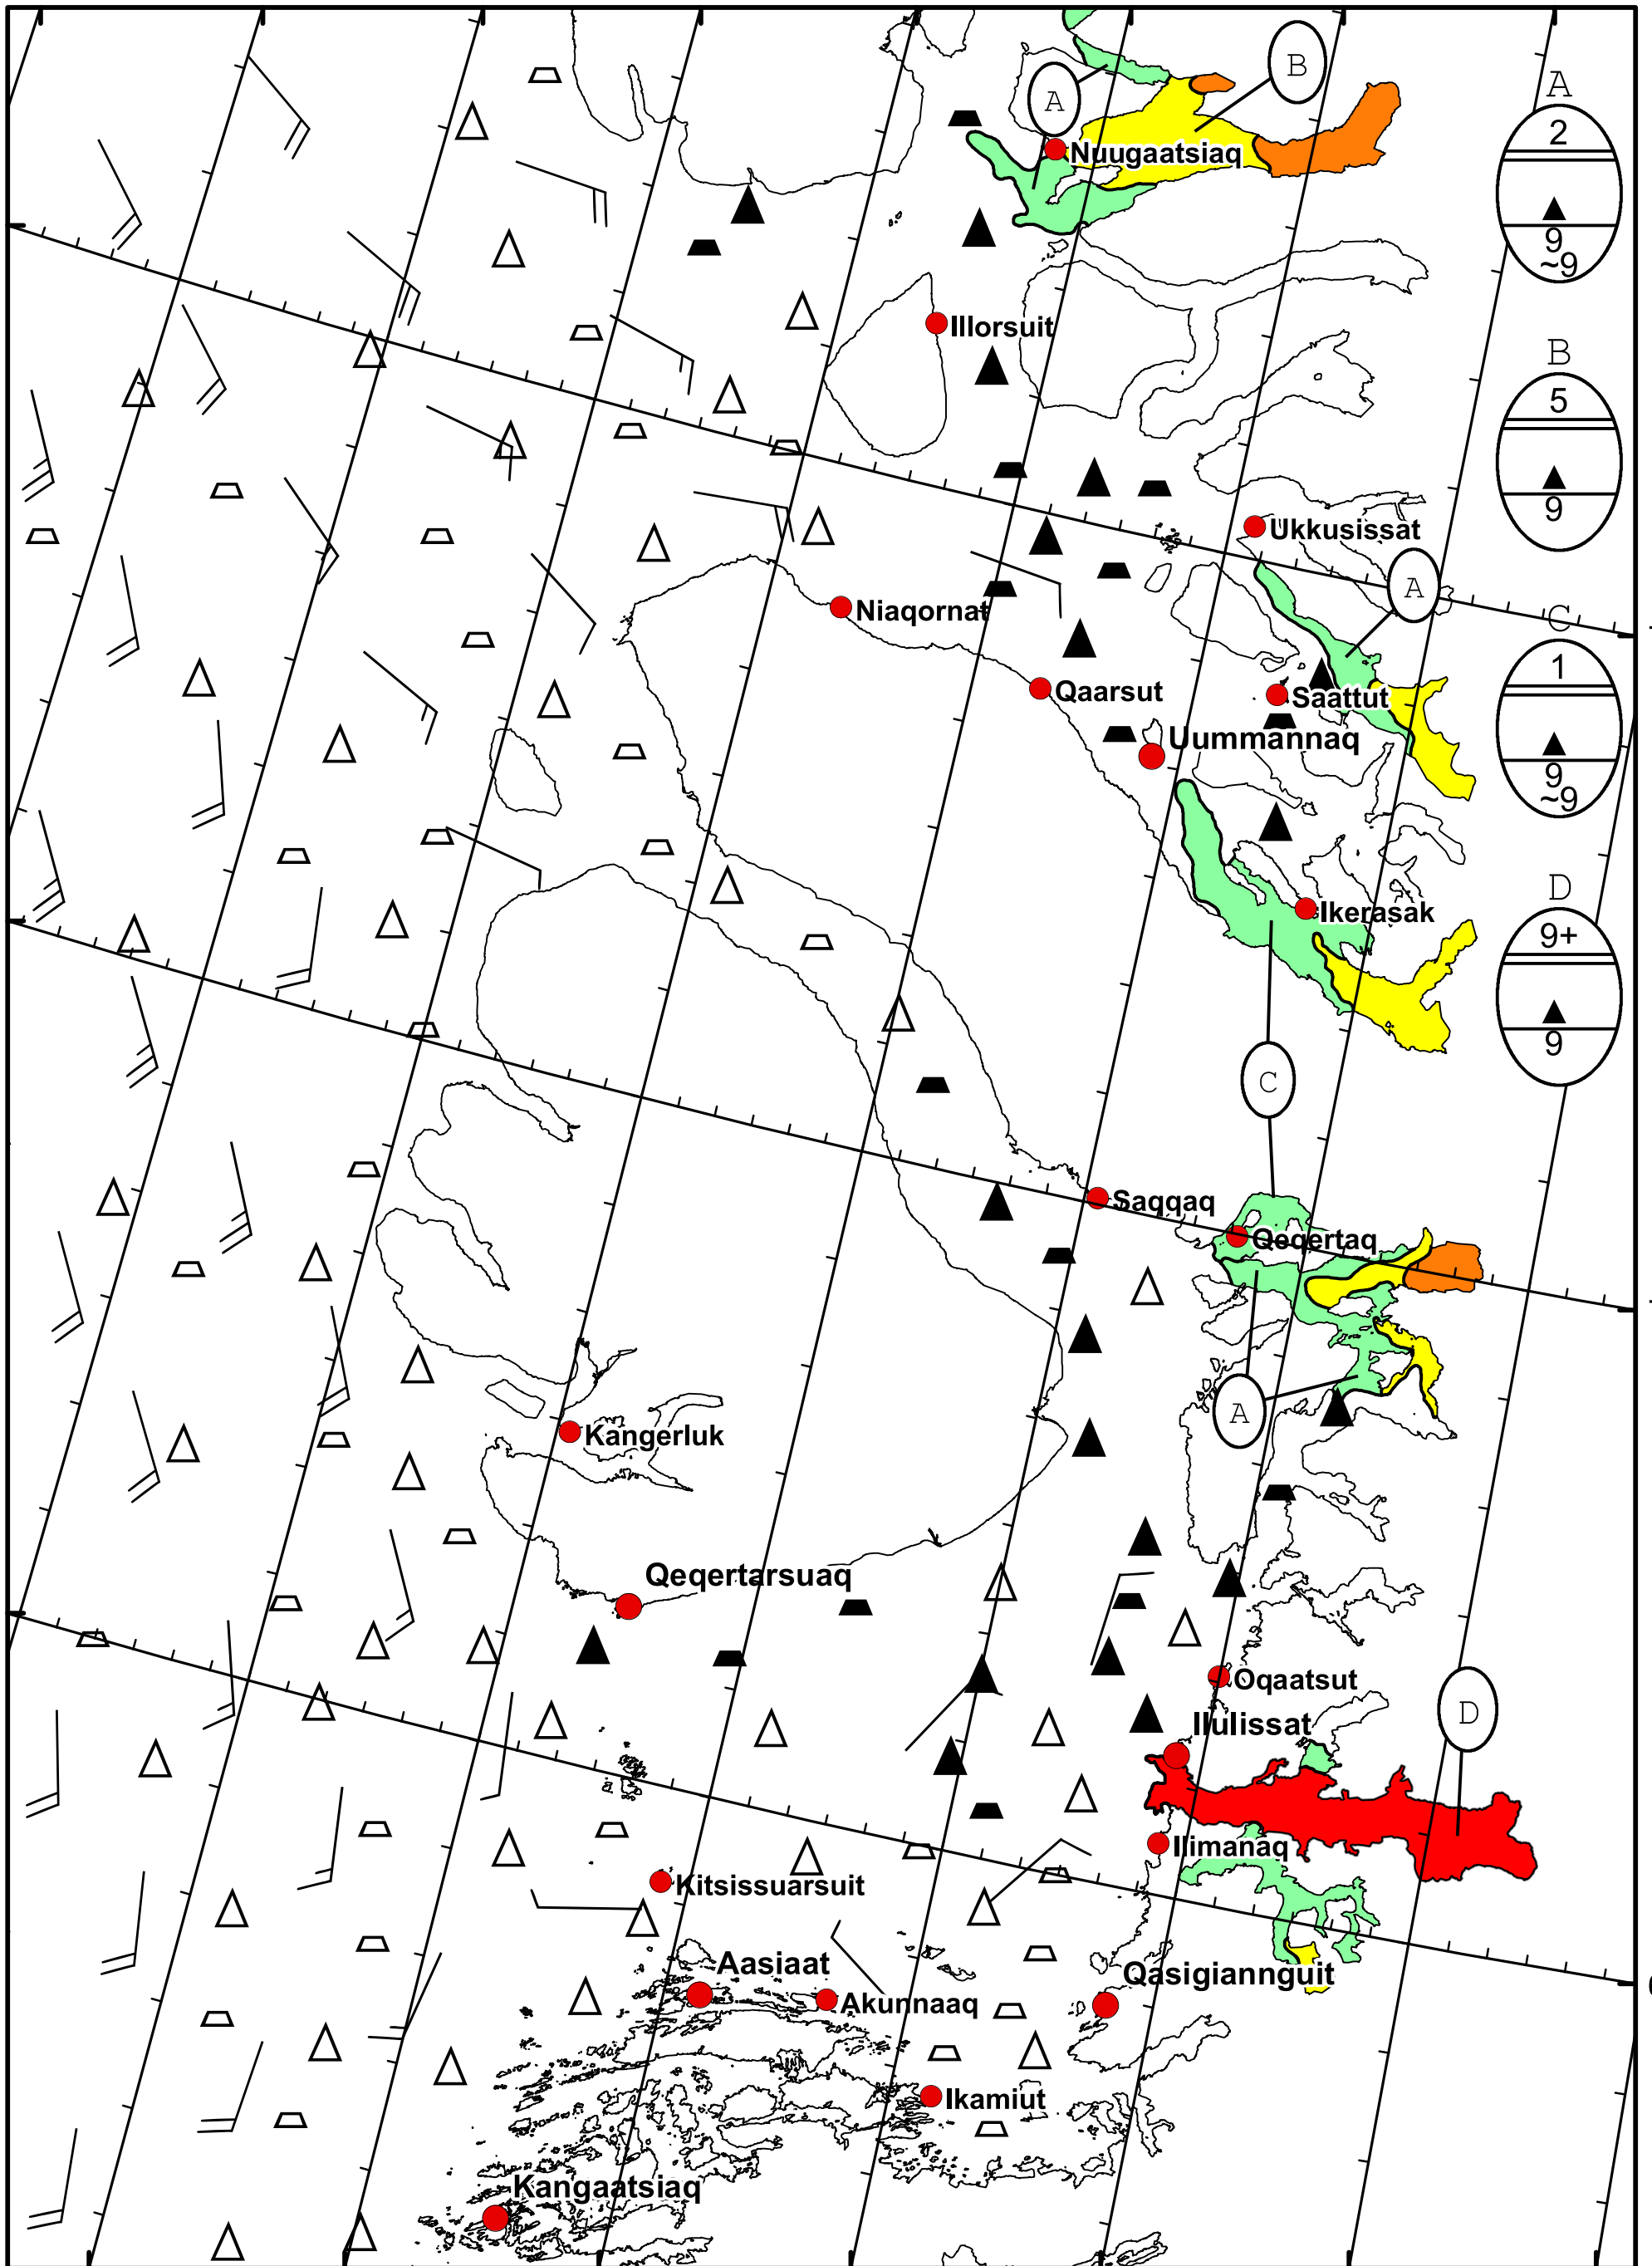 B
A
A
2
9
~9
Nuugaatsiaq
Illorsuit
B
5
9
Ukkusissat
A
Niaqornat
C
1
9
~9
Qaarsut
Saattut
Uummannaq
Ikerasak
D
9+
9
C
Saqqaq
Qeqertaq
A
Kangerluk
Qeqertarsuaq
Oqaatsut
D
Ilulissat
Ilimanaq
Kitsissuarsuit
Aasiaat
Qasigiannguit
Akunnaaq
Ikamiut
Kangaatsiaq